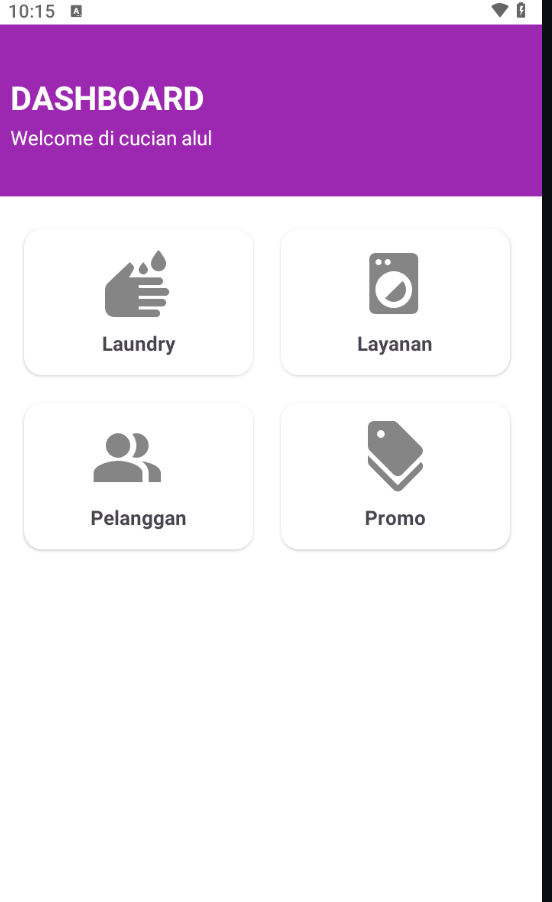 10:15 A
DASHBOARD
Welcome di cucian alul
Laundry
Layanan
Pelanggan
Promo